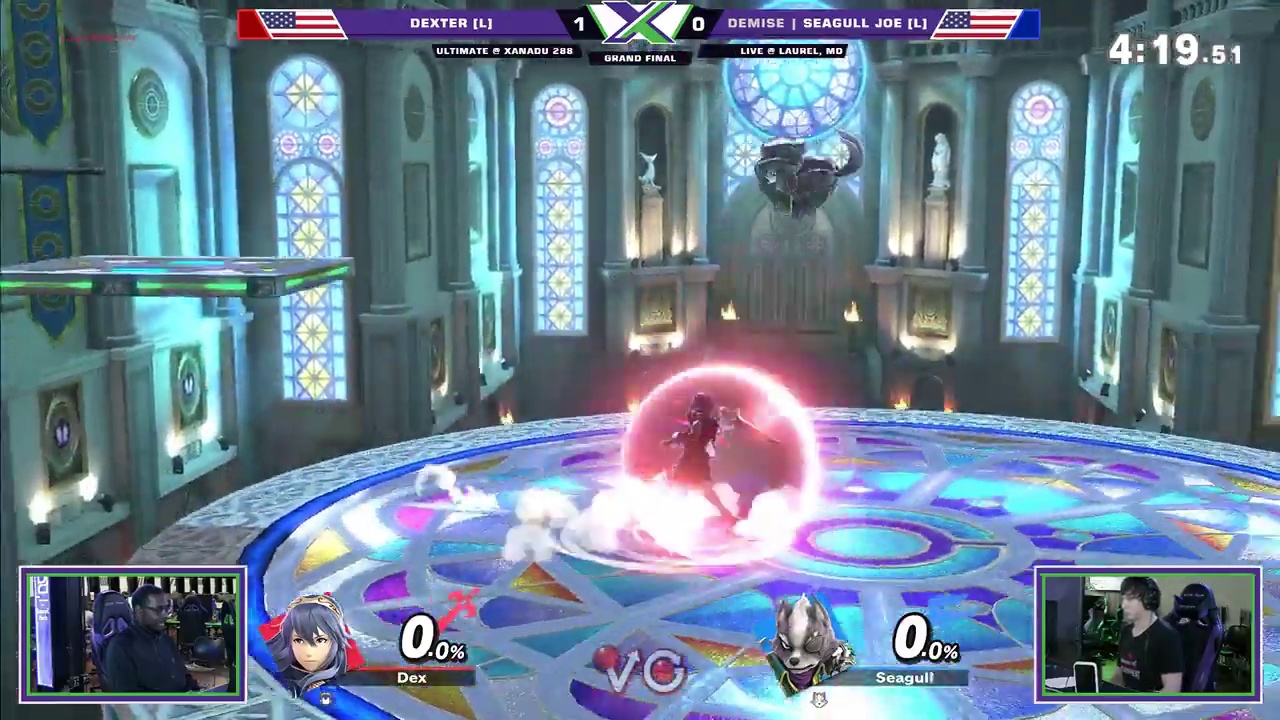 DEXTER [L]
1
0
DEMISE | SEAGULL JOE [L]
ULTIMATE @ XANADU 288
GRAND FINAL
LIVE @ LAUREL, MD
4:19.51
0.0%
Dex
0.0%
Seagull